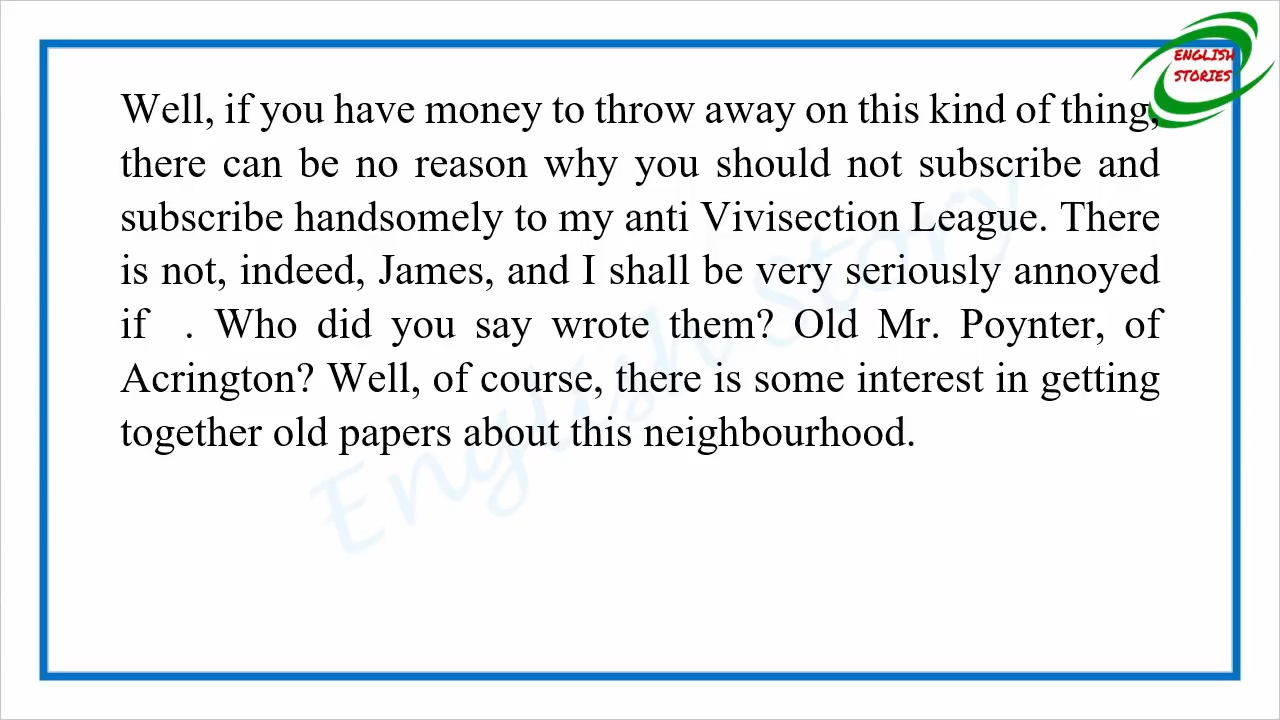 ENGLISH
STORIES
Well, if you have money to throw away on this kind of thing,
there can be no reason why you should not subscribe and
subscribe handsomely to my anti Vivisection League. There
is not, indeed, James, and I shall be very seriously annoyed
if . Who did you say wrote them? Old Mr. Poynter, of
Acrington? Well, of course, there is some interest in getting
together old papers about this neighbourhood.
English Story